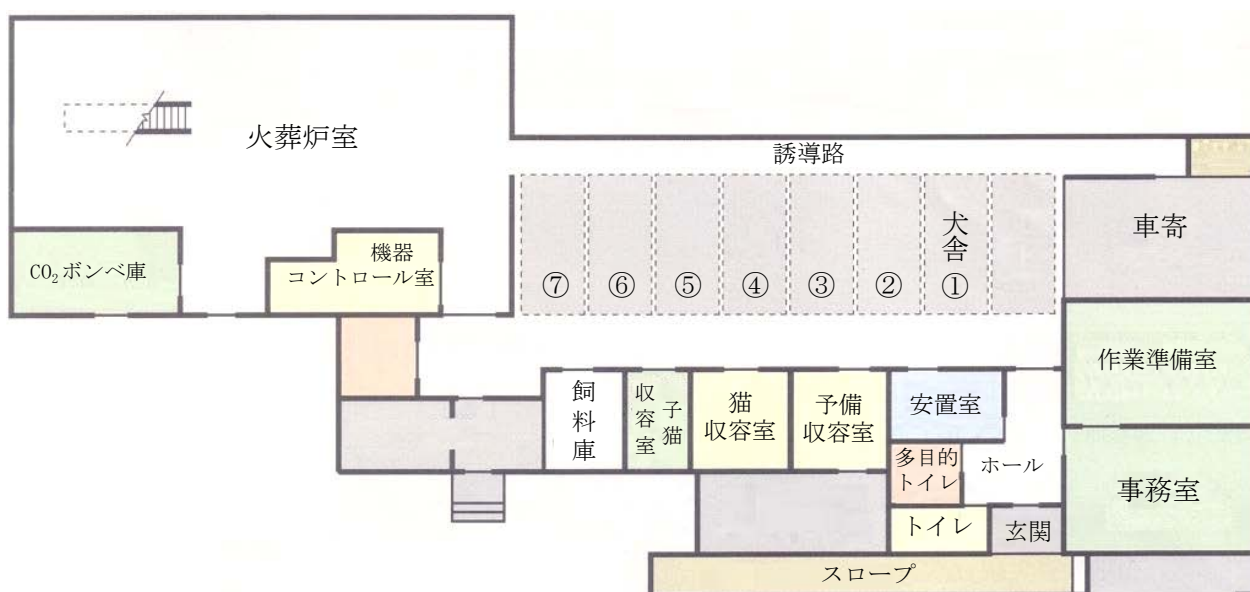 火葬炉室
誘導路
犬舎
①
②
③
④
⑤
⑥
⑦
車寄
CO₂ボンベ庫
機器
コントロール室
作業準備室
飼料庫
子猫
収容室
猫
収容室
予備
収容室
安置室
多目的
トイレ
ホール
事務室
トイレ
玄関
スロープ